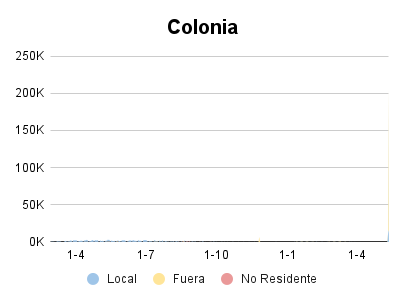 Colonia
250K
200K
150K
100K
50K
0K
1-4 1-7 1-10 1-1 1-4
Local Fuera No Residente